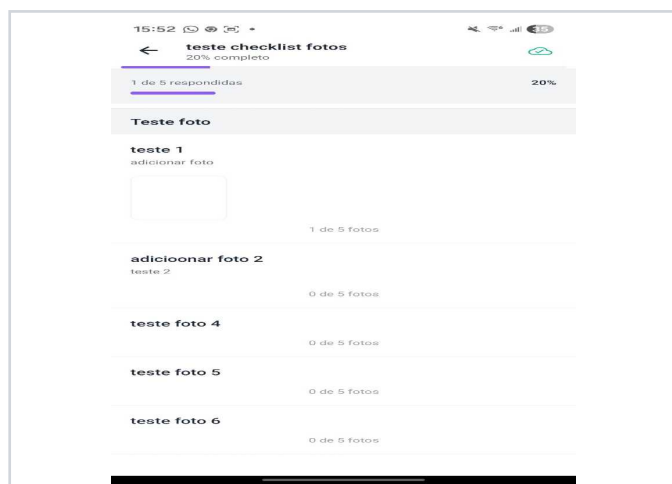 15:52
teste checklist fotos
20% completo
1 de 5 respondidas 20%
Teste foto
teste 1
adicionar foto
1 de 5 fotos
adicioonar foto 2
teste 2
0 de 5 fotos
teste foto 4
0 de 5 fotos
teste foto 5
0 de 5 fotos
teste foto 6
0 de 5 fotos